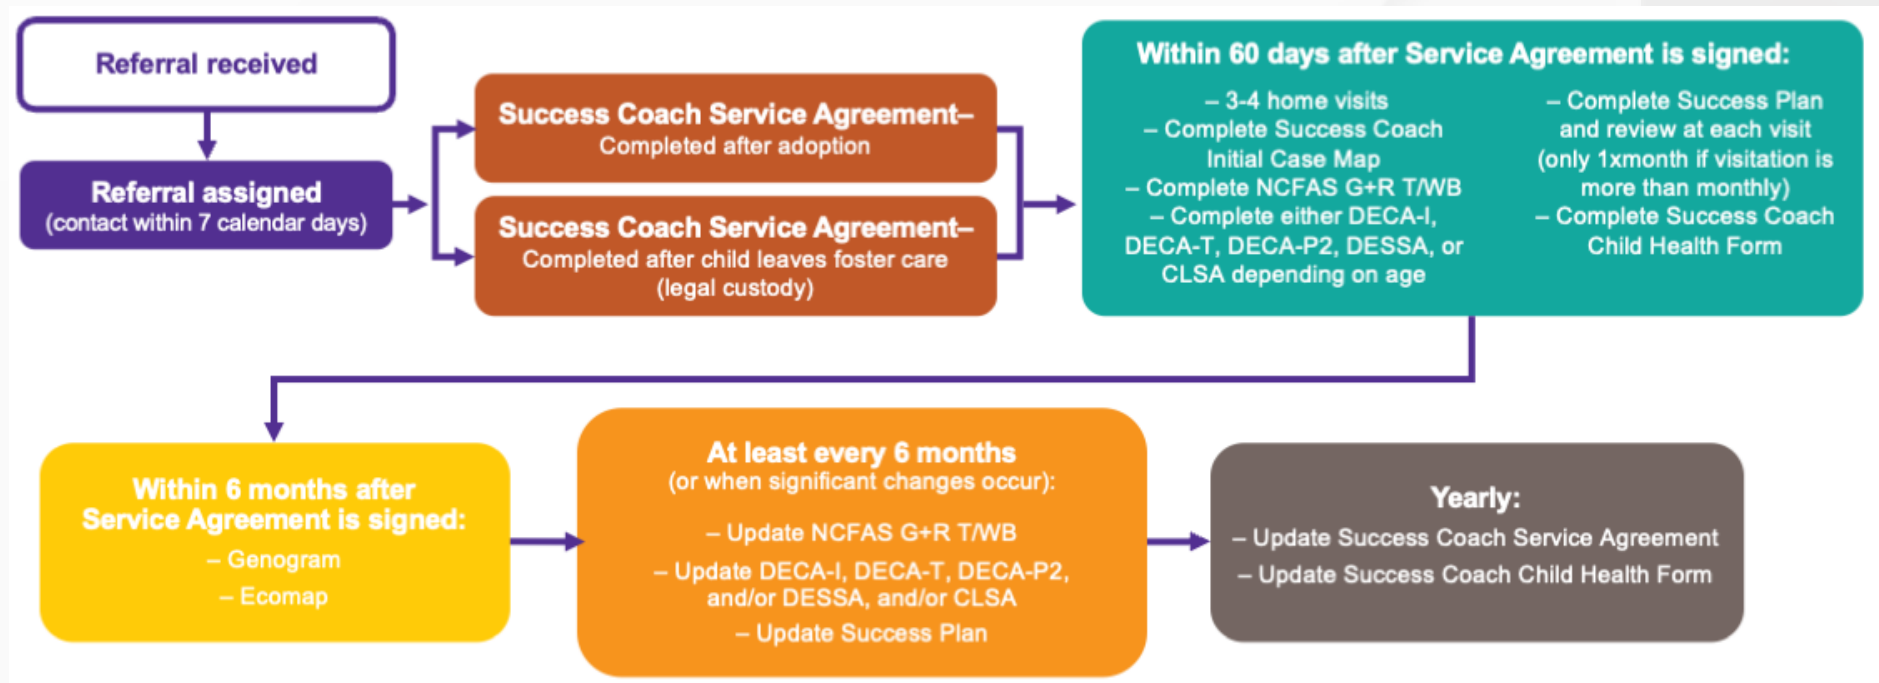 Referral received
Referral assigned
(contact within 7 calendar days)
Success Coach Service Agreement–
Completed after adoption
Success Coach Service Agreement–
Completed after child leaves foster care
(legal custody)
Within 60 days after Service Agreement is signed:
– 3-4 home visits
– Complete Success Coach
Initial Case Map
– Complete NCFAS G+R T/WB
– Complete either DECA-I,
DECA-T, DECA-P2, DESSA, or
CLSA depending on age
– Complete Success Plan
and review at each visit
(only 1xmonth if visitation is
more than monthly)
– Complete Success Coach
Child Health Form
Within 6 months after
Service Agreement is signed:
– Genogram
– Ecomap
At least every 6 months
(or when significant changes occur):
– Update NCFAS G+R T/WB
– Update DECA-I, DECA-T, DECA-P2,
and/or DESSA, and/or CLSA
– Update Success Plan
Yearly:
– Update Success Coach Service Agreement
– Update Success Coach Child Health Form